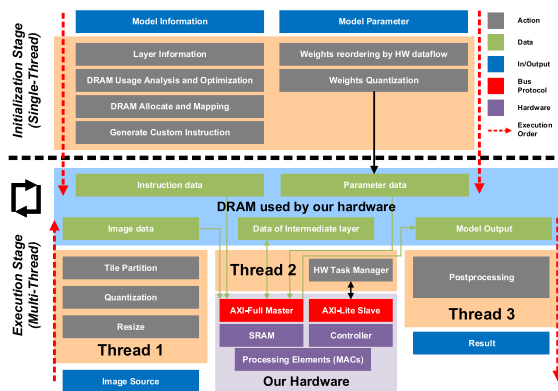 Model Information
Model Parameter
Action
Data
In/Output
Bus
Protocol
Hardware
Execution
Order
Initialization Stage
(Single-Thread)
Layer Information
Weights reordering by HW dataflow
DRAM Usage Analysis and Optimization
Weights Quantization
DRAM Allocate and Mapping
Generate Custom Instruction
Execution Stage
(Multi-Thread)
Instruction data
Parameter data
DRAM used by our hardware
Image data
Data of Intermediate layer
Model Output
Tile Partition
Quantization
Resize
Thread 1
Image Source
Thread 2
HW Task Manager
AXI-Full Master
AXI-Lite Slave
SRAM
Controller
Processing Elements (MACs)
Our Hardware
Postprocessing
Thread 3
Result